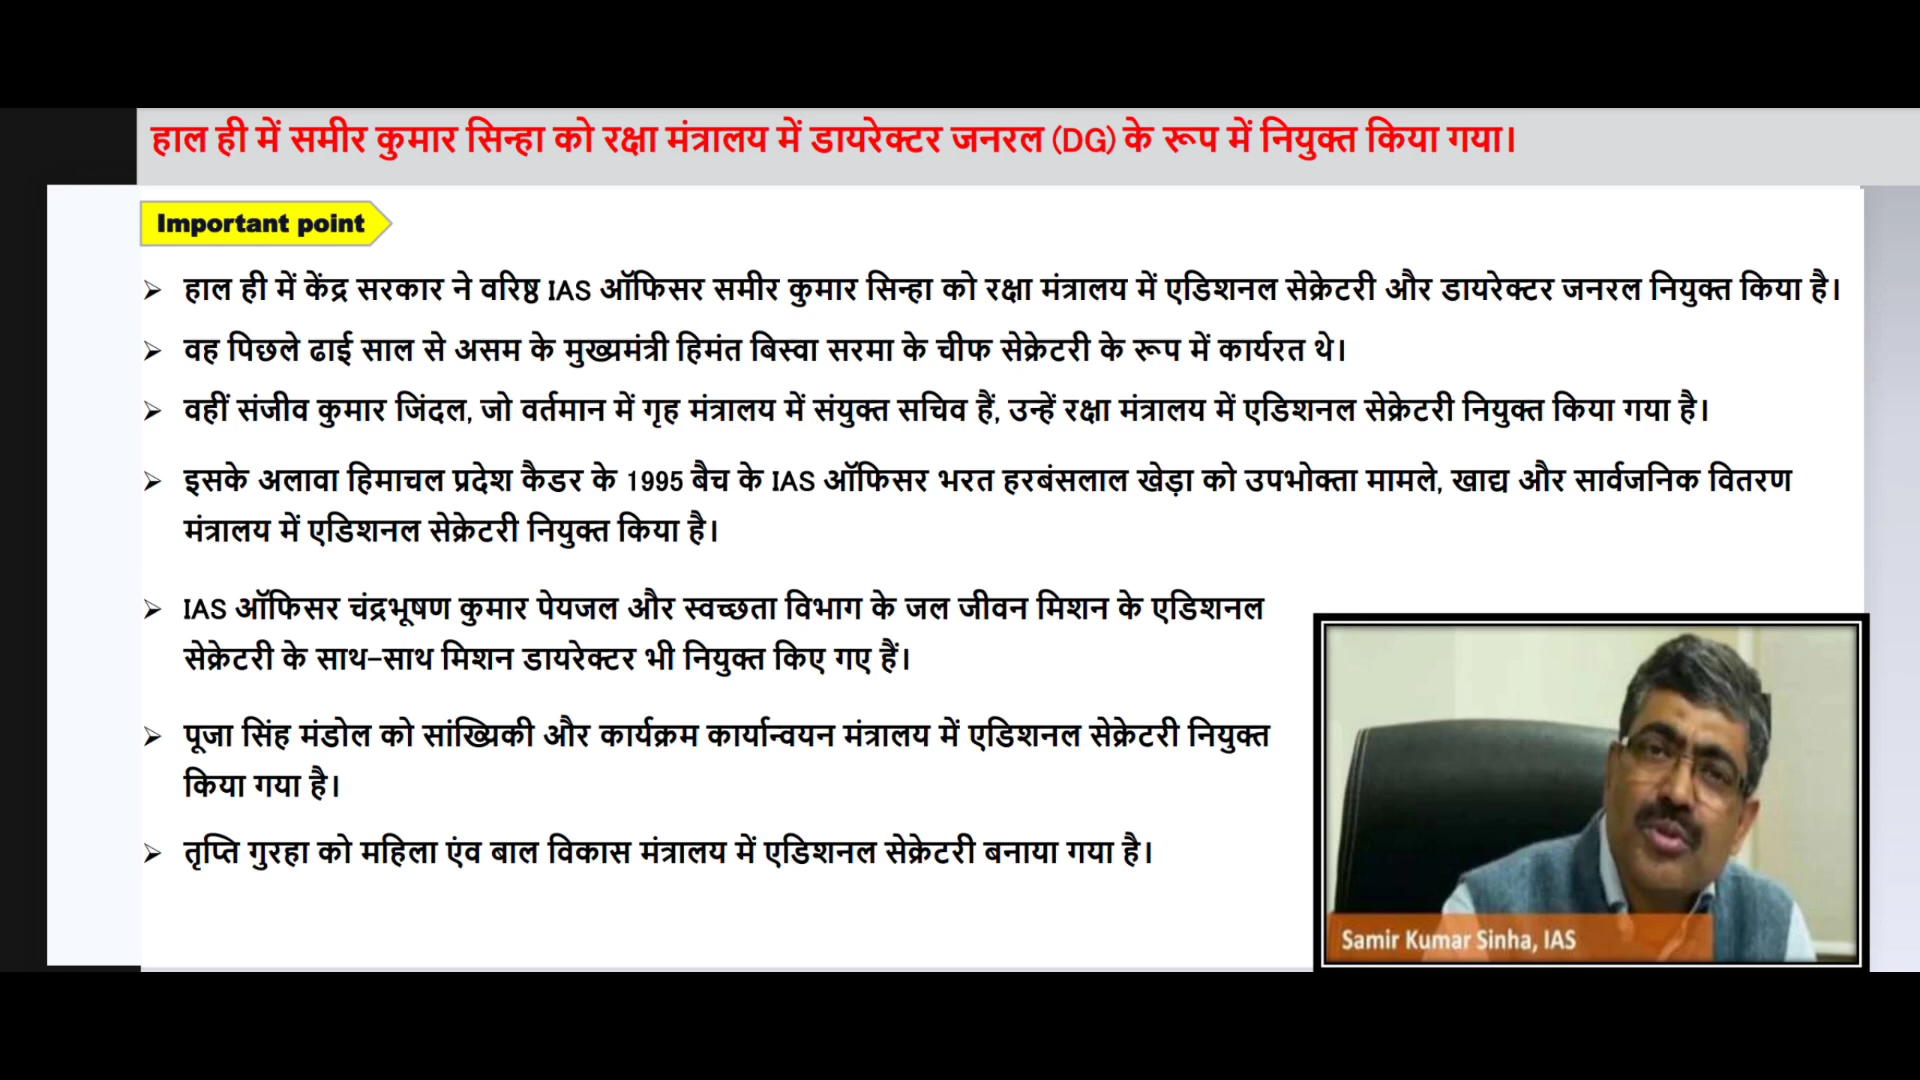 हाल ही में समीर कुमार सिन्हा को रक्षा मंत्रालय में डायरेक्टर जनरल (DG) के रूप में नियुक्त किया गया।
Important point
➢ हाल ही में केंद्र सरकार ने वरिष्ठ IAS ऑफिसर समीर कुमार सिन्हा को रक्षा मंत्रालय में एडिशनल सेक्रेटरी और डायरेक्टर जनरल नियुक्त किया है।
➢ वह पिछले ढाई साल से असम के मुख्यमंत्री हिमंत बिस्वा सरमा के चीफ सेक्रेटरी के रूप में कार्यरत थे।
➢ वहीं संजीव कुमार जिंदल, जो वर्तमान में गृह मंत्रालय में संयुक्त सचिव हैं, उन्हें रक्षा मंत्रालय में एडिशनल सेक्रेटरी नियुक्त किया गया है।
➢ इसके अलावा हिमाचल प्रदेश कैडर के 1995 बैच के IAS ऑफिसर भरत हरबंसलाल खेड़ा को उपभोक्ता मामले, खाद्य और सार्वजनिक वितरण
मंत्रालय में एडिशनल सेक्रेटरी नियुक्त किया है।
➢ IAS ऑफिसर चंद्रभूषण कुमार पेयजल और स्वच्छता विभाग के जल जीवन मिशन के एडिशनल
सेक्रेटरी के साथ-साथ मिशन डायरेक्टर भी नियुक्त किए गए हैं।
➢ पूजा सिंह मंडोल को सांख्यिकी और कार्यक्रम कार्यान्वयन मंत्रालय में एडिशनल सेक्रेटरी नियुक्त
किया गया है।
➢ तृप्ति गुरहा को महिला एंव बाल विकास मंत्रालय में एडिशनल सेक्रेटरी बनाया गया है।
Samir Kumar Sinha, IAS